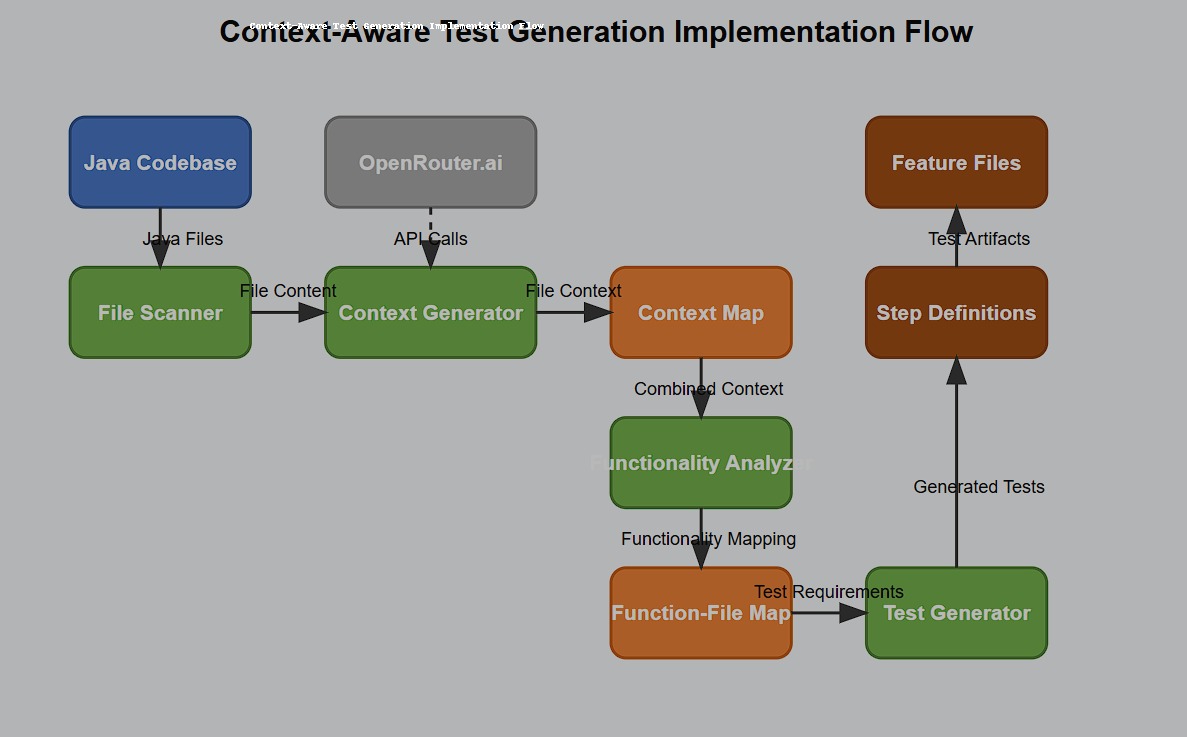 Context-Aware Test Generation Implementation Flow
Context-Aware Test Generation Implementation Flow
Java Codebase
OpenRouter.ai
Feature Files
Java Files
API Calls
Test Artifacts
File Scanner
File Content
Context Generator
File Context
Context Map
Step Definitions
Combined Context
Functionality Analyzer
Generated Tests
Functionality Mapping
Function-File Map
Test Requirements
Test Generator